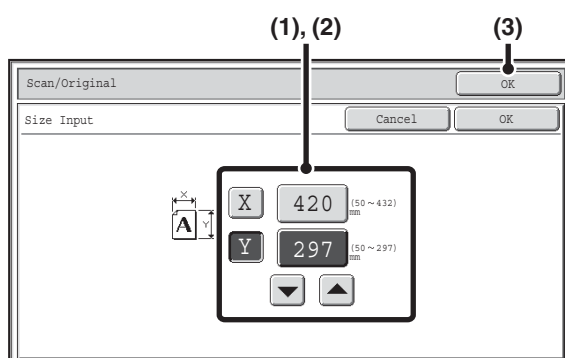 (1), (2) (3)
Scan/Original OK
Size Input Cancel OK
X
X 420 (50~432)
mm
A Y
Y 297 (50~297)
mm